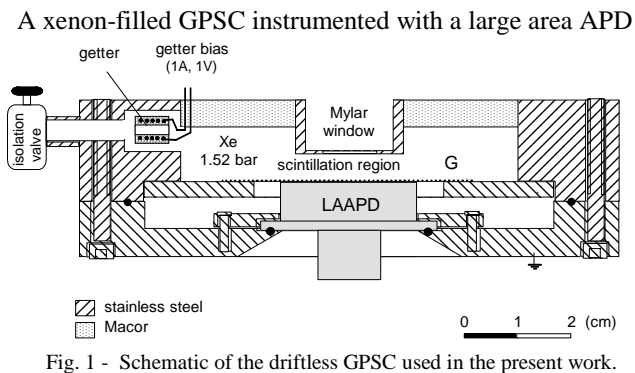 A xenon-filled GPSC instrumented with a large area APD
getter
getter bias
(1A, 1V)
isolation
valve
Mylar
window
Xe
1.52 bar
scintillation region
G
LAAPD
stainless steel
Macor
0 1 2 (cm)
Fig. 1 - Schematic of the driftless GPSC used in the present work.